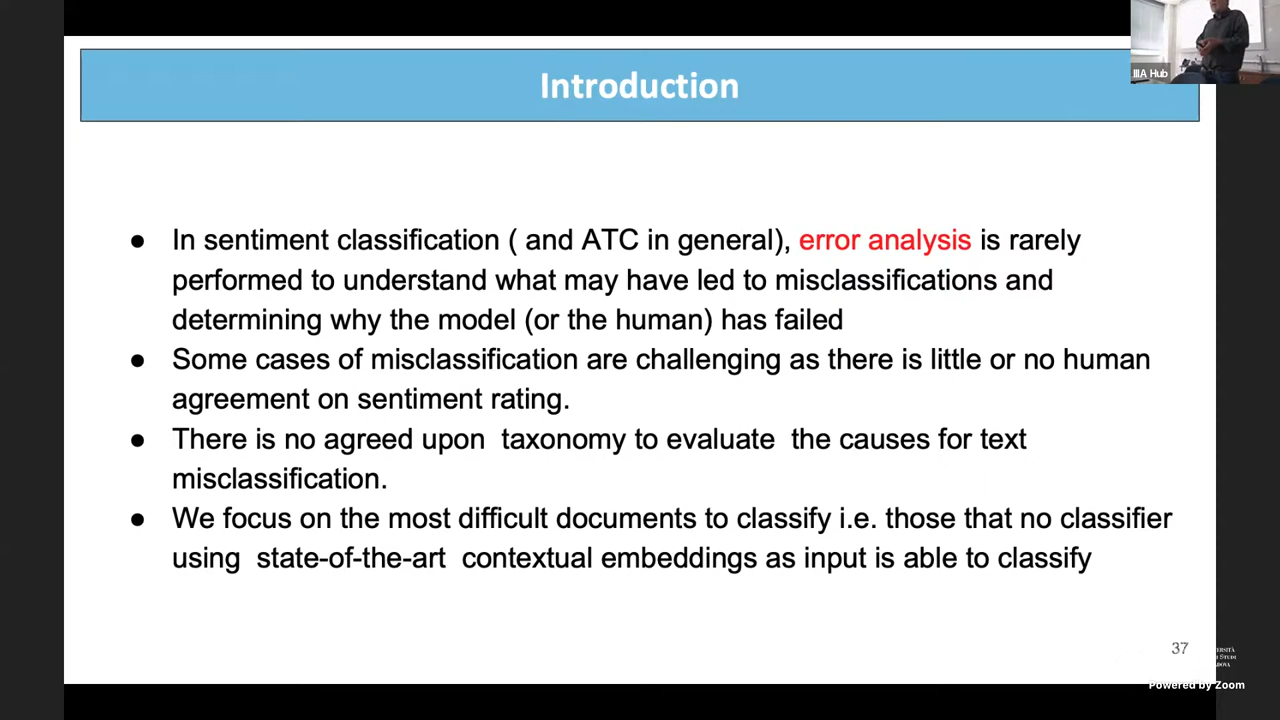 IIIA Hub
Introduction
● In sentiment classification ( and ATC in general), error analysis is rarely
performed to understand what may have led to misclassifications and
determining why the model (or the human) has failed
● Some cases of misclassification are challenging as there is little or no human
agreement on sentiment rating.
● There is no agreed upon taxonomy to evaluate the causes for text
misclassification.
● We focus on the most difficult documents to classify i.e. those that no classifier
using state-of-the-art contextual embeddings as input is able to classify
37
Powered by Zoom